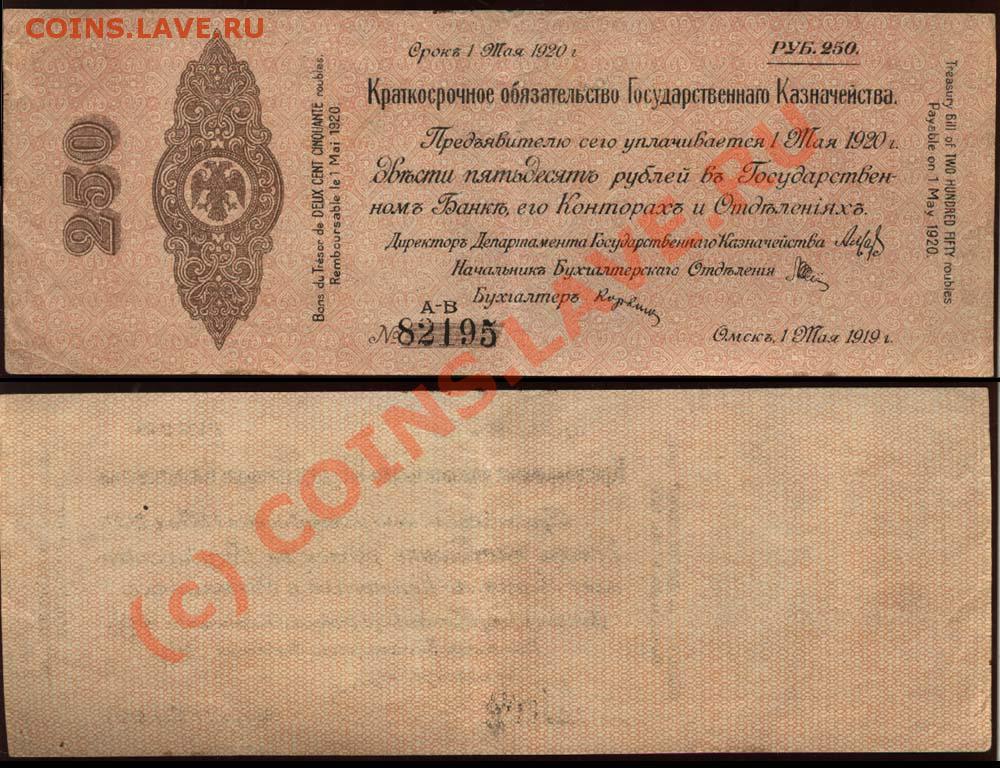 COINS.LAVE.RU
Срокъ 1 Мая 1920 г
РУБ. 250.
Краткосрочное обязательство Государственнаго Казначейства.
Предъявителю сего уплачивается 1 Мая 1920 г.
Двѣсти пятьдесятъ рублей въ Государствен-
номъ Банкѣ, его Конторахъ и Отдѣленіяхъ.
Директоръ Департамента Государственнаго Казначейства
Начальникъ Бухгалтерскаго Отдѣленія
Бухгалтеръ
А-В
№ 82195
Омскъ, 1 Мая 1919 г.
250
Bons du Trésor de DEUX CENT CINQUANTE roubles.
Remboursable le 1 Mai 1920
Treasury Bill of TWO HUNDRED FIFTY roubles
Payable on 1 May 1920.
(c) COINS.LAVE.RU